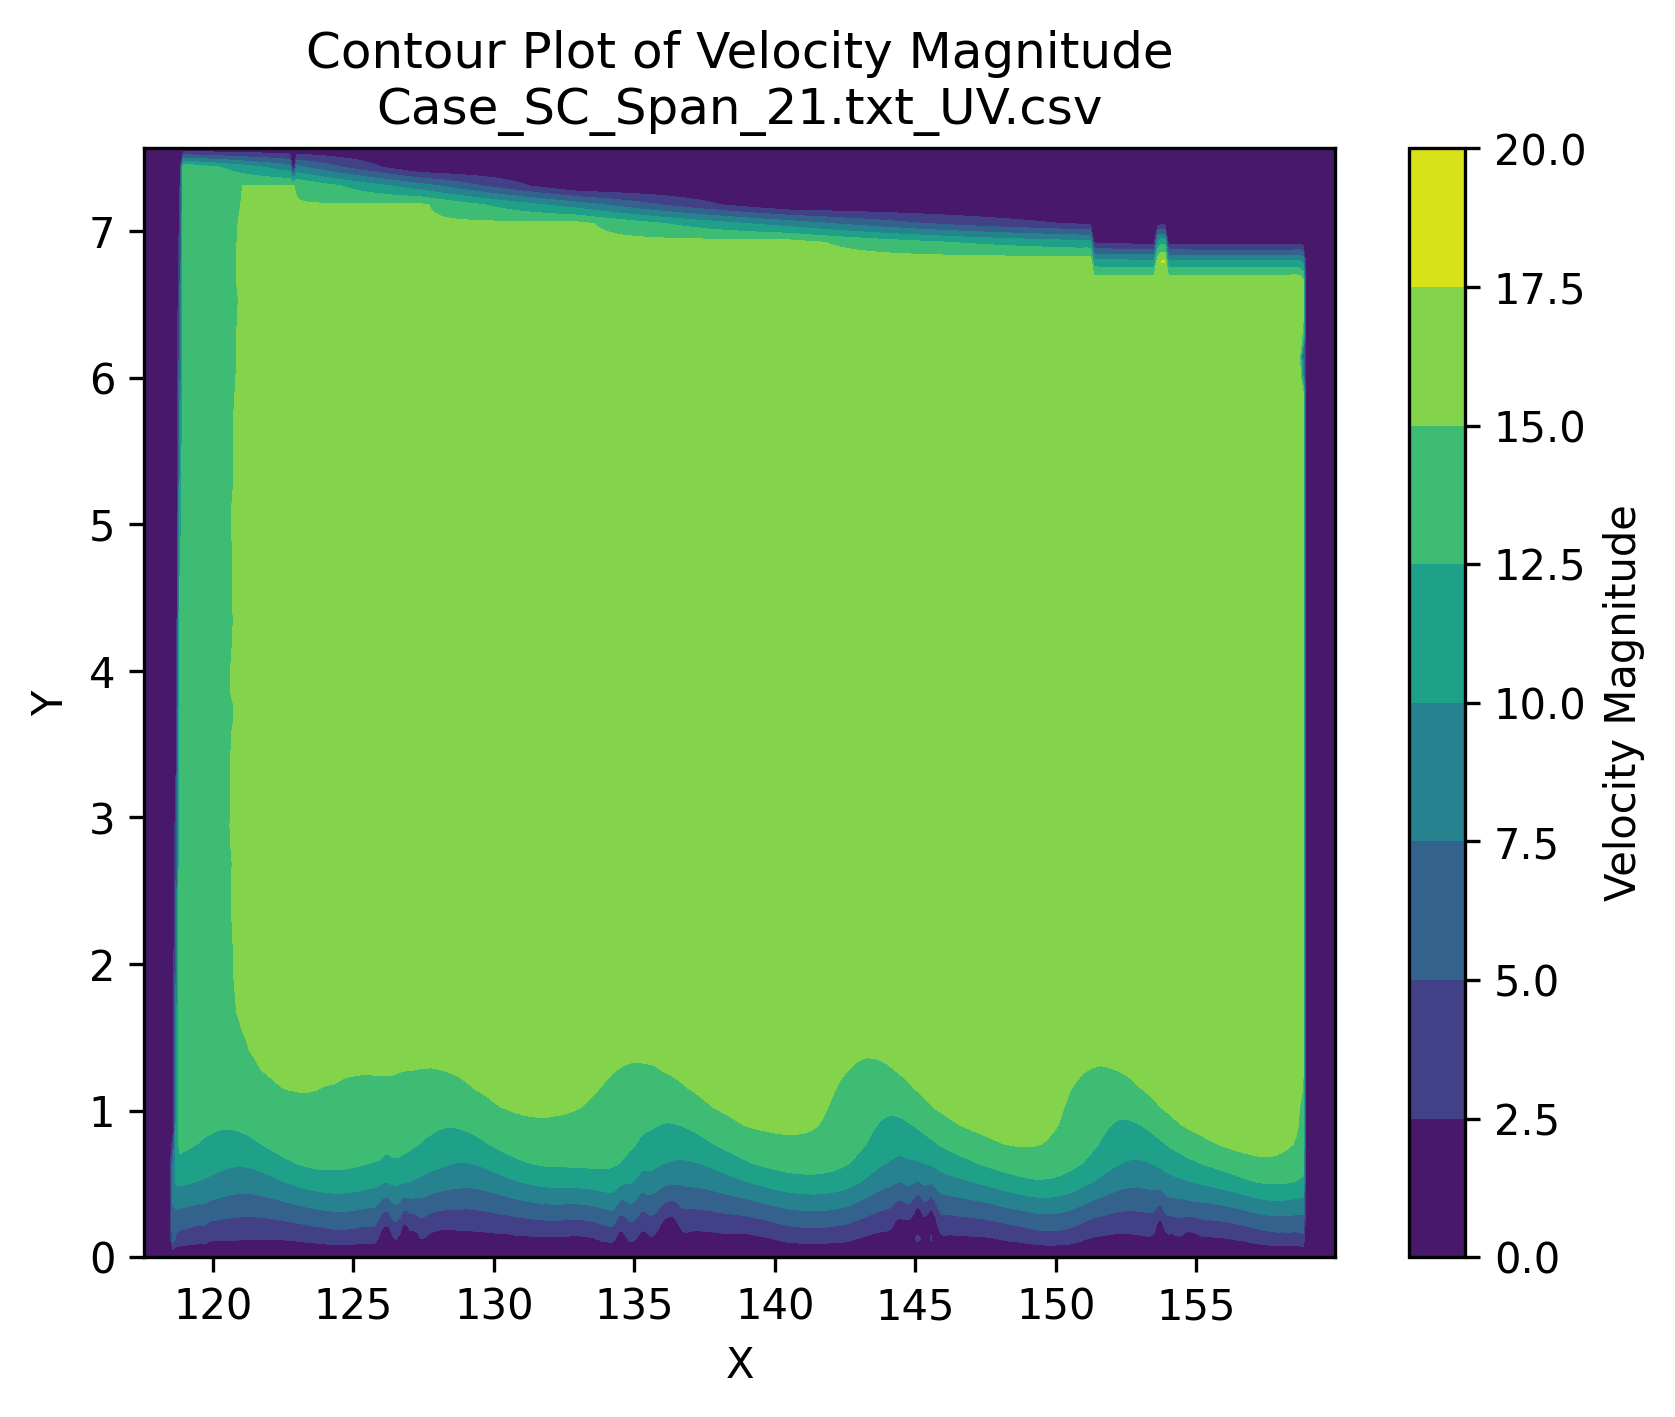 Contour Plot of Velocity Magnitude
Case_SC_Span_21.txt_UV.csv
7
6
5
4
3
2
1
0
Y
120 125 130 135 140 145 150 155
X
20.0
17.5
15.0
12.5
10.0
7.5
5.0
2.5
0.0
Velocity Magnitude